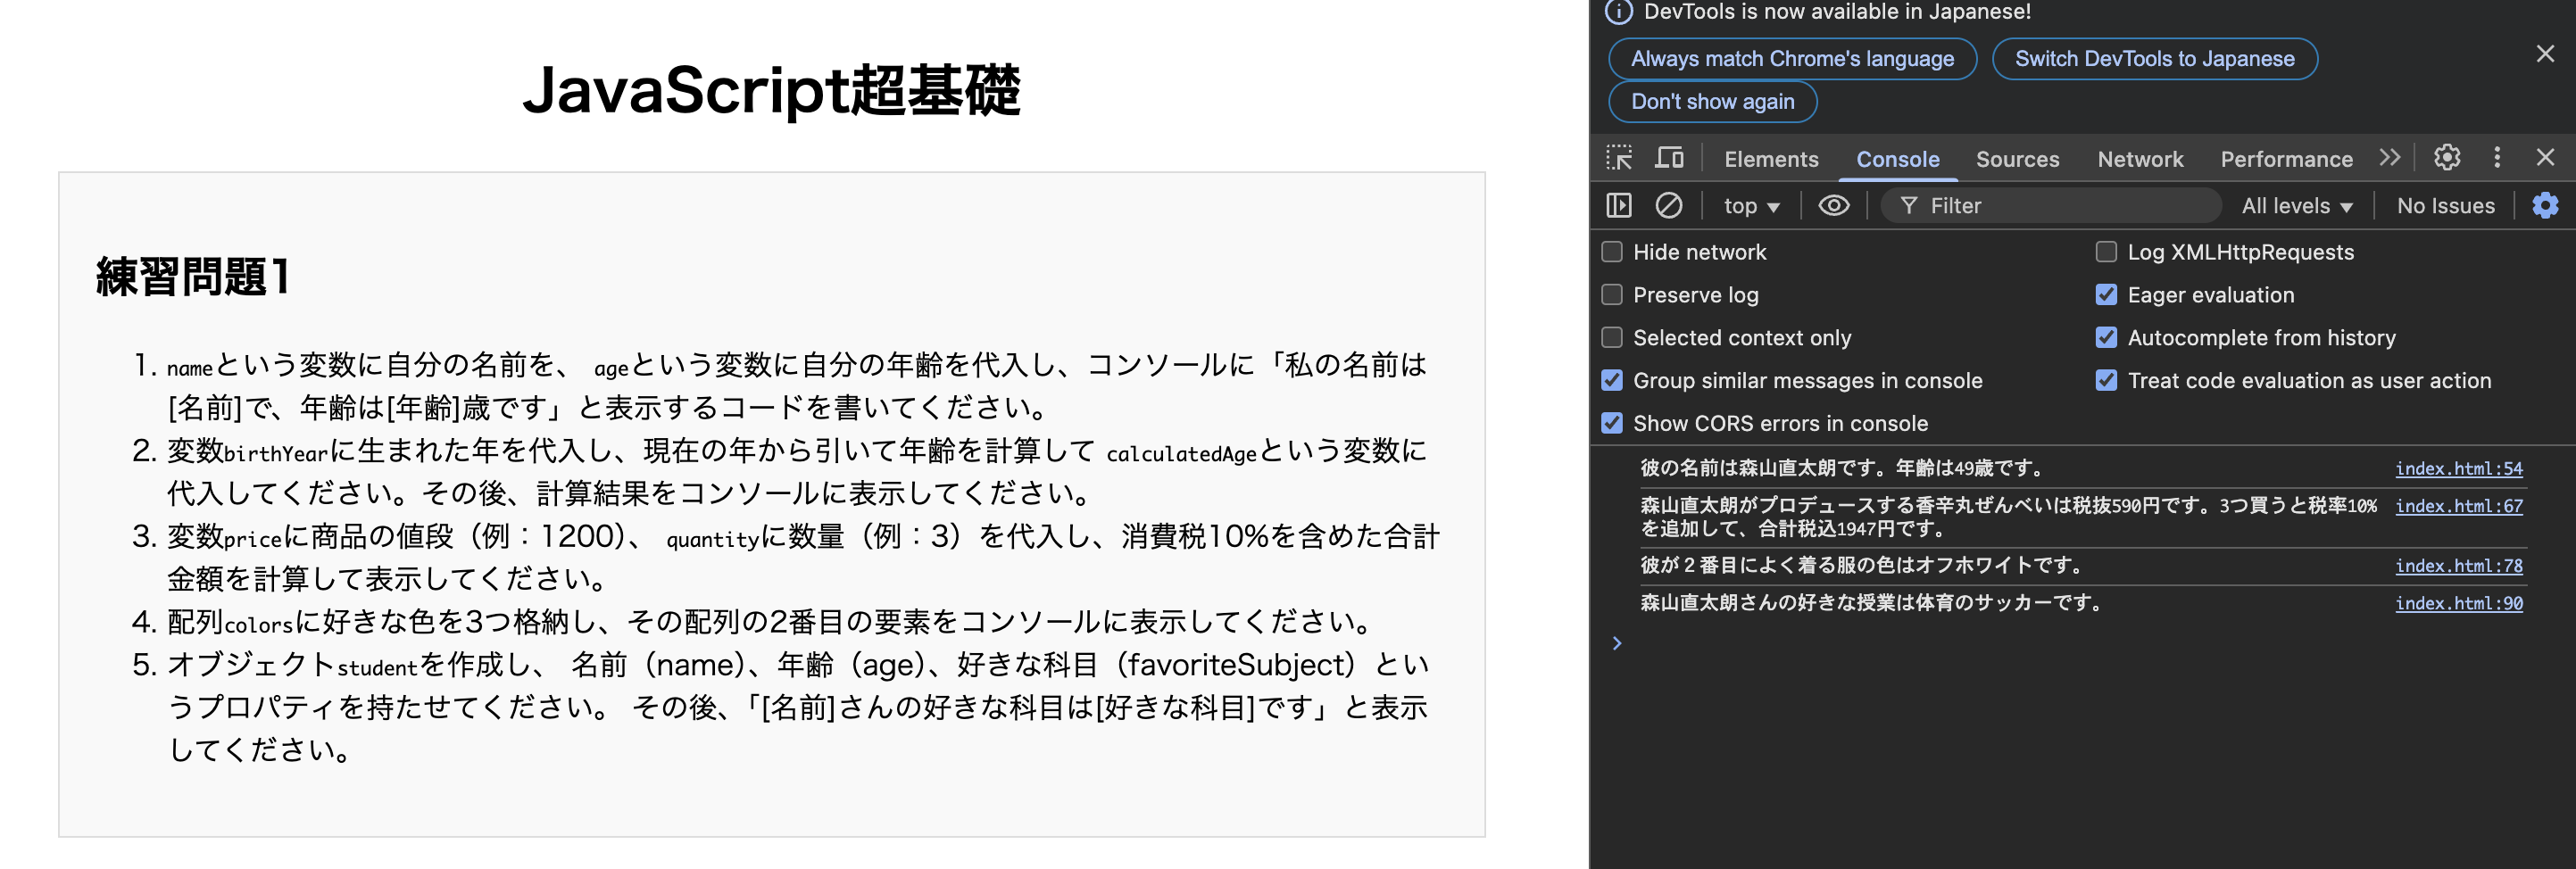 JavaScript超基礎
練習問題1
1. nameという変数に自分の名前を、 ageという変数に自分の年齢を代入し、コンソールに「私の名前は
[名前]で、年齢は[年齢]歳です」と表示するコードを書いてください。
2. 変数birthYearに生まれた年を代入し、現在の年から引いて年齢を計算して calculatedAgeという変数に
代入してください。その後、計算結果をコンソールに表示してください。
3. 変数priceに商品の値段（例：1200）、 quantityに数量（例：3）を代入し、消費税10%を含めた合計
金額を計算して表示してください。
4. 配列colorsに好きな色を3つ格納し、その配列の2番目の要素をコンソールに表示してください。
5. オブジェクトstudentを作成し、 名前（name）、年齢（age）、好きな科目（favoriteSubject）とい
うプロパティを持たせてください。 その後、「[名前]さんの好きな科目は[好きな科目]です」と表示
してください。
DevTools is now available in Japanese!
Always match Chrome's language
Switch DevTools to Japanese
Don't show again
Elements Console Sources Network Performance
top Filter All levels No Issues
Hide network
Log XMLHttpRequests
Preserve log
Eager evaluation
Selected context only
Autocomplete from history
Group similar messages in console
Treat code evaluation as user action
Show CORS errors in console
彼の名前は森山直太朗です。年齢は49歳です。 index.html:54
森山直太朗がプロデュースする香辛丸ぜんべいは税抜590円です。3つ買うと税率10% index.html:67
を追加して、合計税込1947円です。
彼が２番目によく着る服の色はオフホワイトです。 index.html:78
森山直太朗さんの好きな授業は体育のサッカーです。 index.html:90